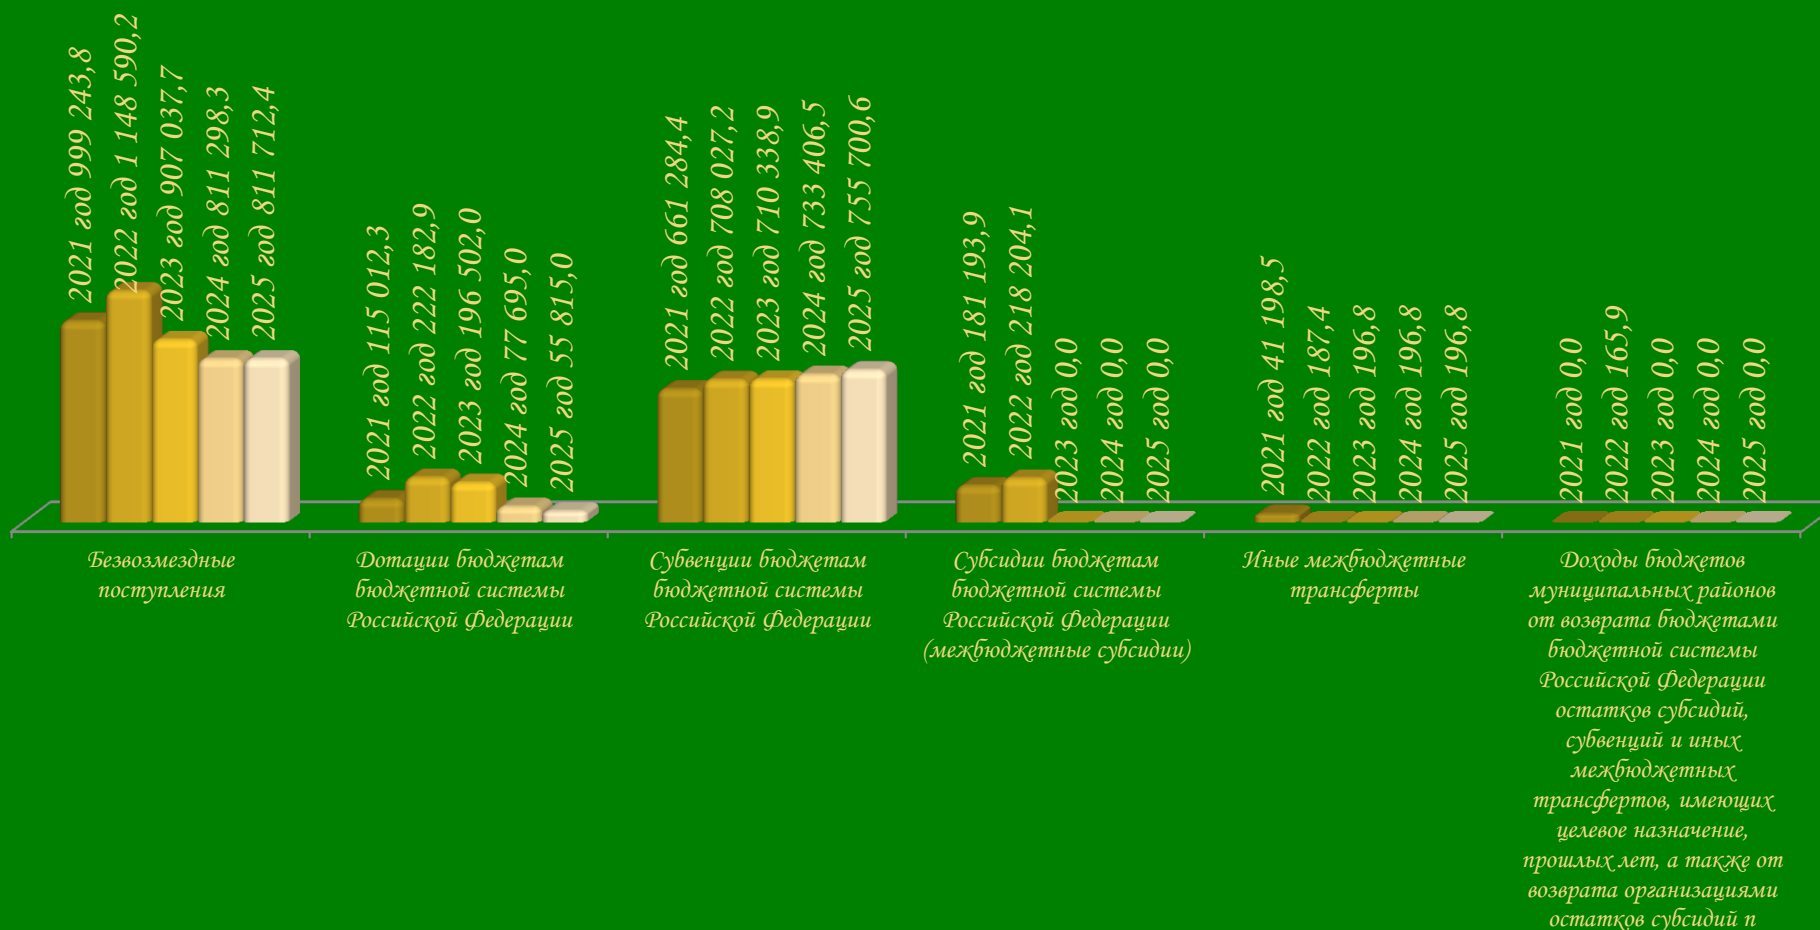 2021 год 999 243,8
2022 год 1 148 590,2
2023 год 907 037,7
2024 год 811 298,3
2025 год 811 712,4
2021 год 115 012,3
2022 год 222 182,9
2023 год 196 502,0
2024 год 77 695,0
2025 год 55 815,0
2021 год 661 284,4
2022 год 708 027,2
2023 год 710 338,9
2024 год 733 406,5
2025 год 755 700,6
2021 год 181 193,9
2022 год 218 204,1
2023 год 0,0
2024 год 0,0
2025 год 0,0
2021 год 41 198,5
2022 год 187,4
2023 год 196,8
2024 год 196,8
2025 год 196,8
2021 год 0,0
2022 год 165,9
2023 год 0,0
2024 год 0,0
2025 год 0,0
Безвозмездные
поступления
Дотации бюджетам
бюджетной системы
Российской Федерации
Субвенции бюджетам
бюджетной системы
Российской Федерации
Субсидии бюджетам
бюджетной системы
Российской Федерации
(межбюджетные субсидии)
Иные межбюджетные
трансферты
Доходы бюджетов
муниципальных районов
от возврата бюджетами
бюджетной системы
Российской Федерации
остатков субсидий,
субвенций и иных
межбюджетных
трансфертов, имеющих
целевое назначение,
прошлых лет, а также от
возврата организациями
остатков субсидий п